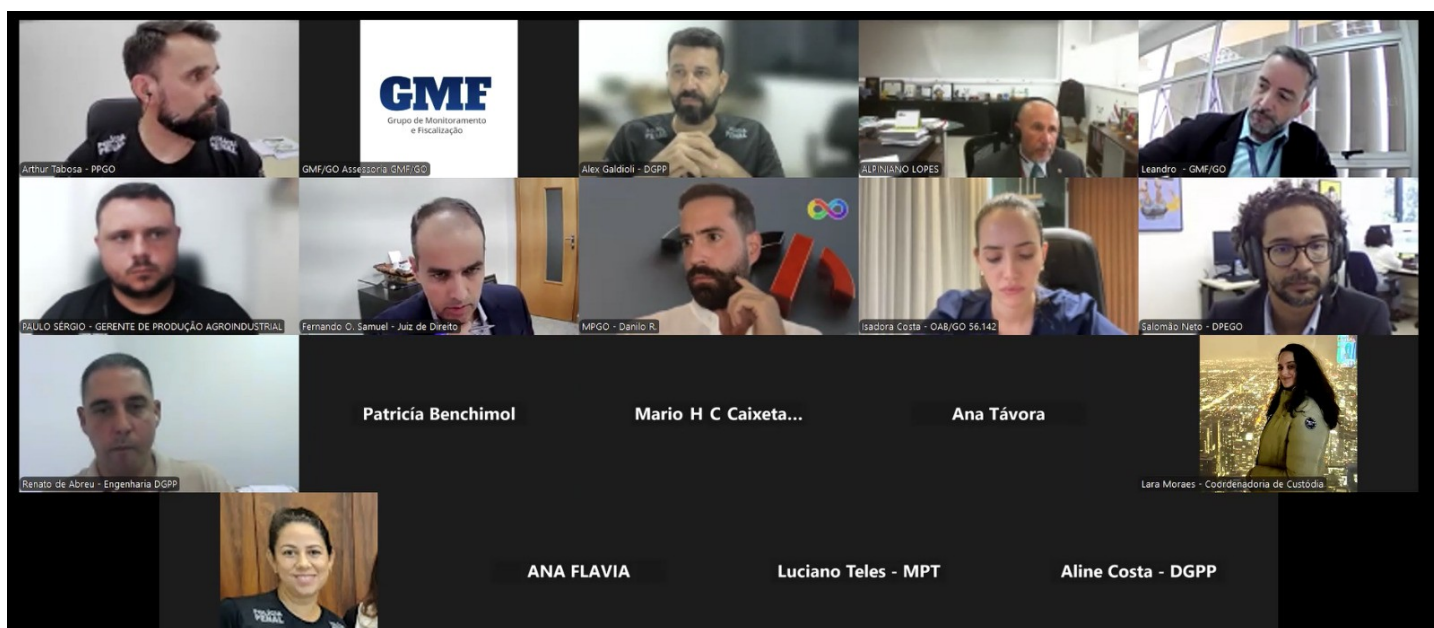 Arthur Tabosa - PPGO
GMF
Grupo de Monitoramento
e Fiscalização
GMF/GO Assessoria GMF/GO
Alex Galdioli - DGPP
ALPINIANO LOPES
Leandro - GMF/GO
PAULO SÉRGIO - GERENTE DE PRODUÇÃO AGROINDUSTRIAL
Fernando O. Samuel - Juiz de Direito
MPGO - Danilo R.
Isadora Costa - OAB/GO 56.142
Salomão Neto - DPEGO
Renato de Abreu - Engenharia DGPP
Patricía Benchimol
Mario H C Caixeta...
Ana Távora
Lara Moraes - Coordenadoria de Custódia
POLÍCIA
PENAL
ANA FLAVIA
Luciano Teles - MPT
Aline Costa - DGPP